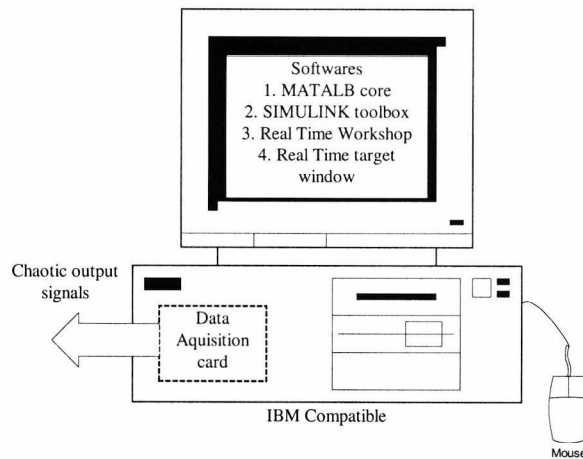 Softwares
1. MATALB core
2. SIMULINK toolbox
3. Real Time Workshop
4. Real Time target
window
Chaotic output
signals
Data
Aquisition
card
IBM Compatible
Mouse